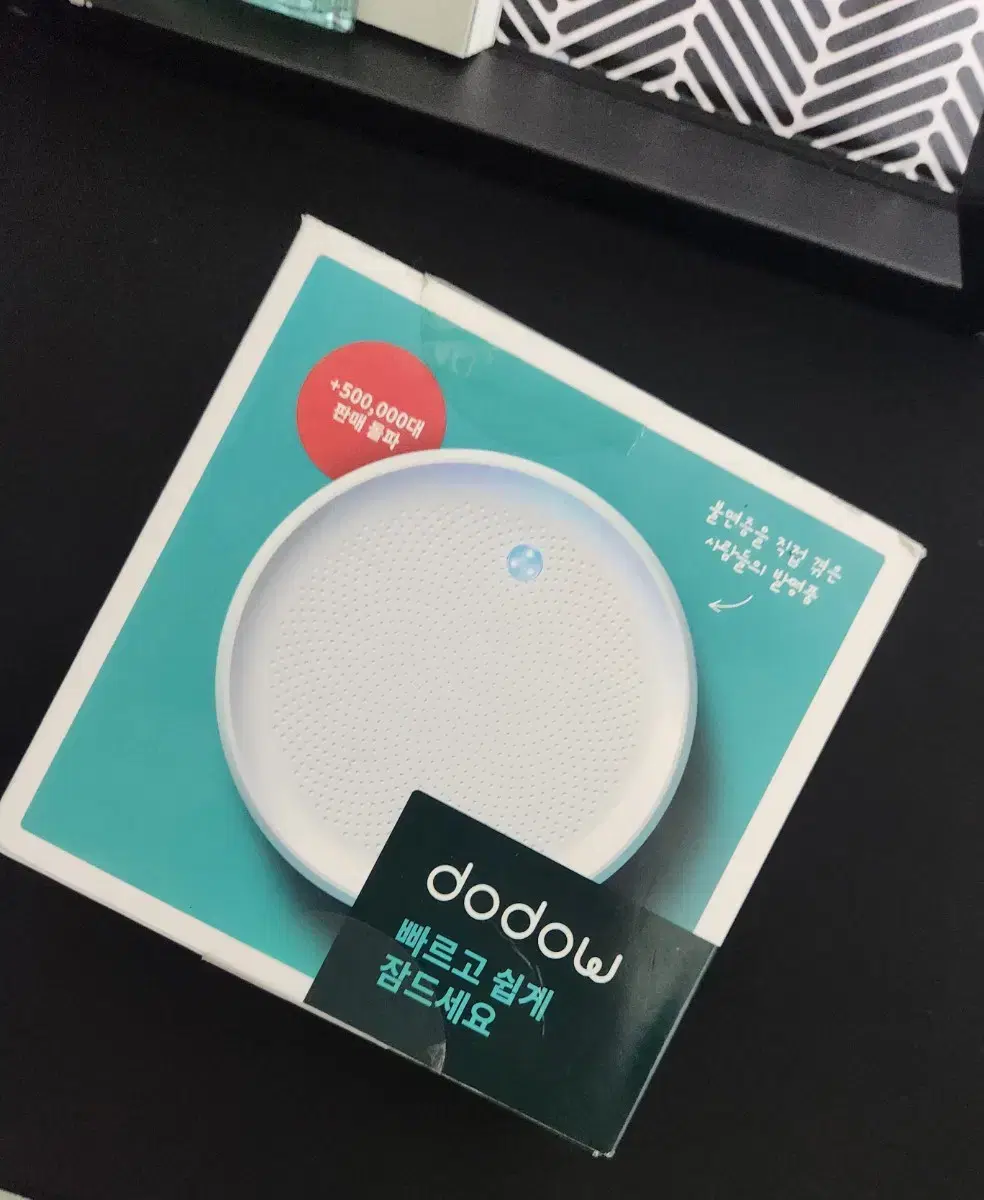 +500,000대
판매 돌파
불면증을 직접 겪은
사람들의 발명품
dodow
빠르고 쉽게
잠드세요